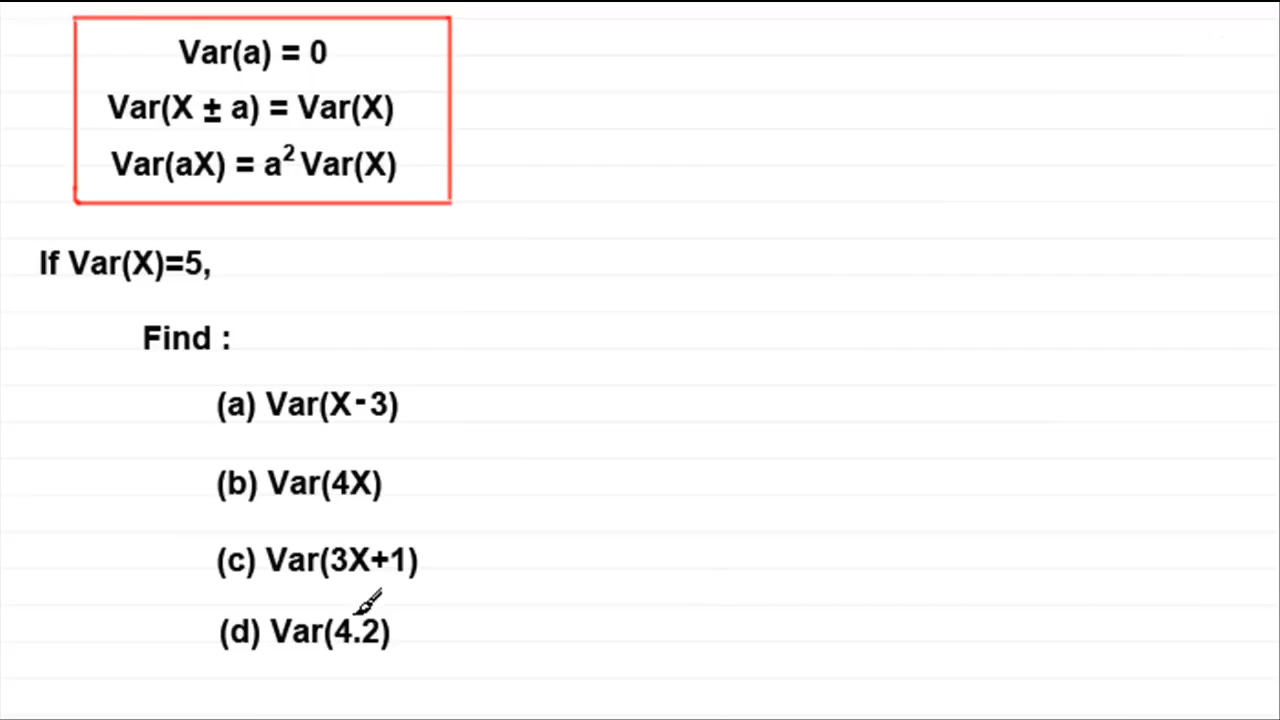 Var(a) = 0
Var(X ± a) = Var(X)
Var(aX) = a² Var(X)
If Var(X)=5,
Find :
(a) Var(X-3)
(b) Var(4X)
(c) Var(3X+1)
(d) Var(4.2)